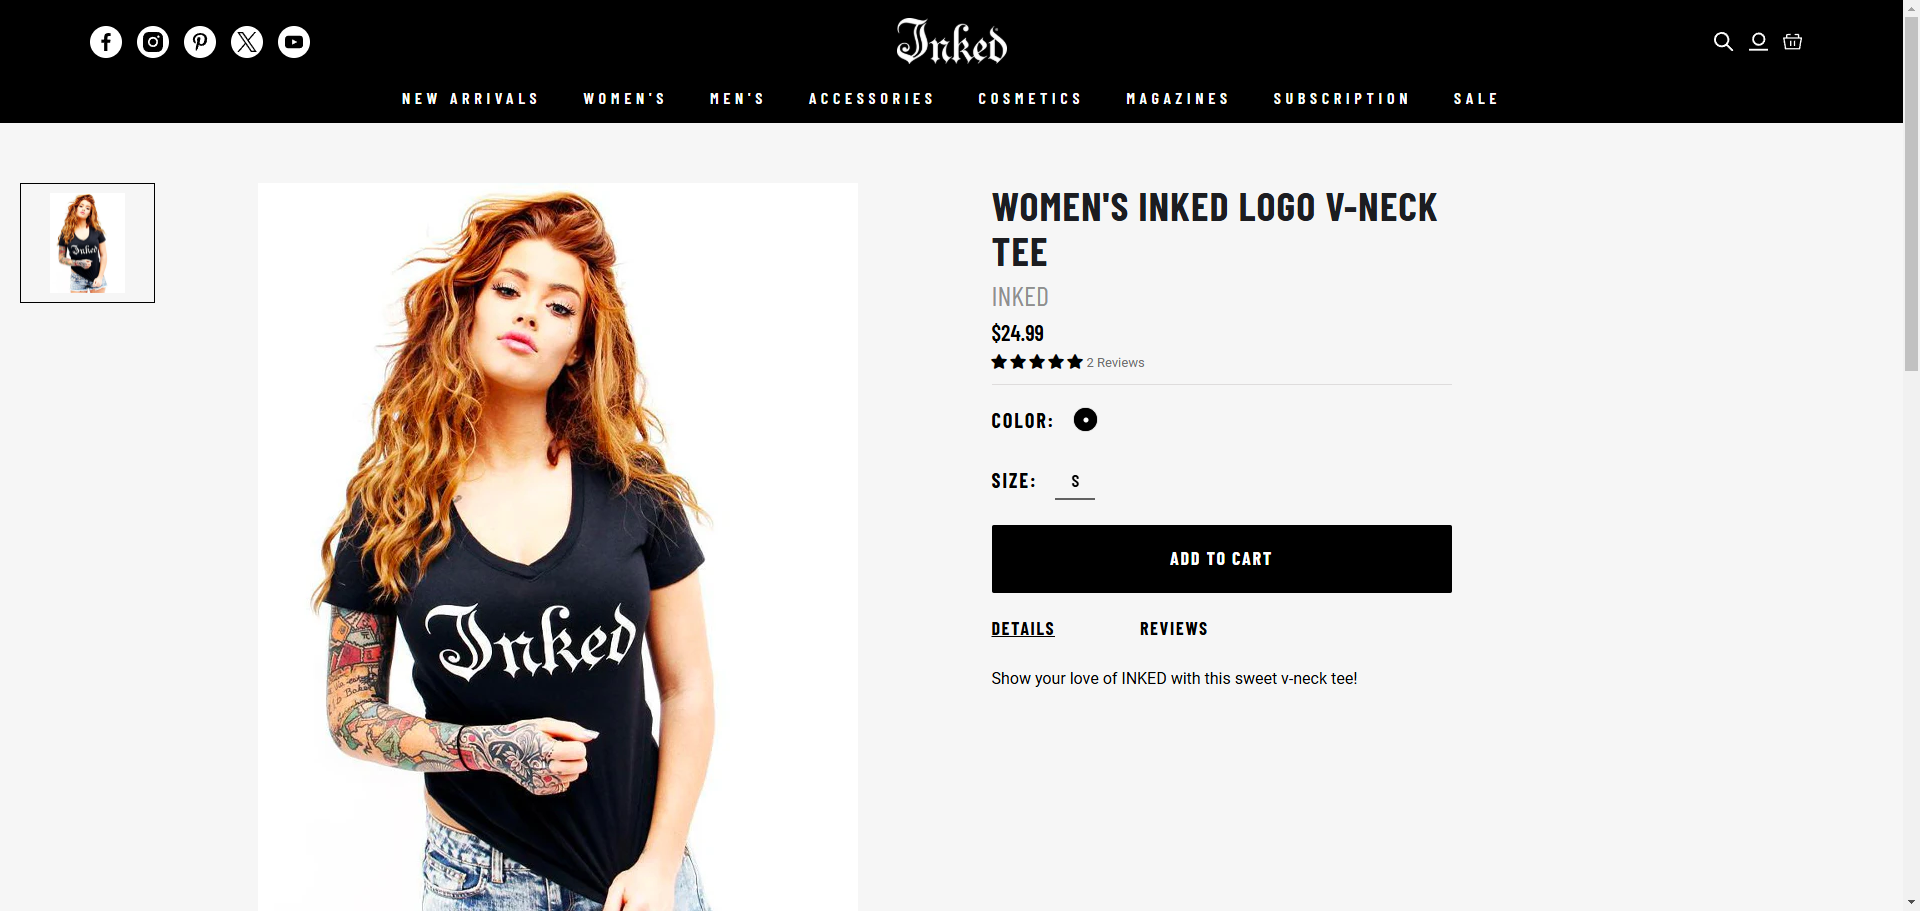 Inked
NEW ARRIVALS WOMEN'S MEN'S ACCESSORIES COSMETICS MAGAZINES SUBSCRIPTION SALE
Inked
WOMEN'S INKED LOGO V-NECK
TEE
INKED
$24.99
2 Reviews
COLOR:
SIZE: S
ADD TO CART
DETAILS REVIEWS
Show your love of INKED with this sweet v-neck tee!
Inked